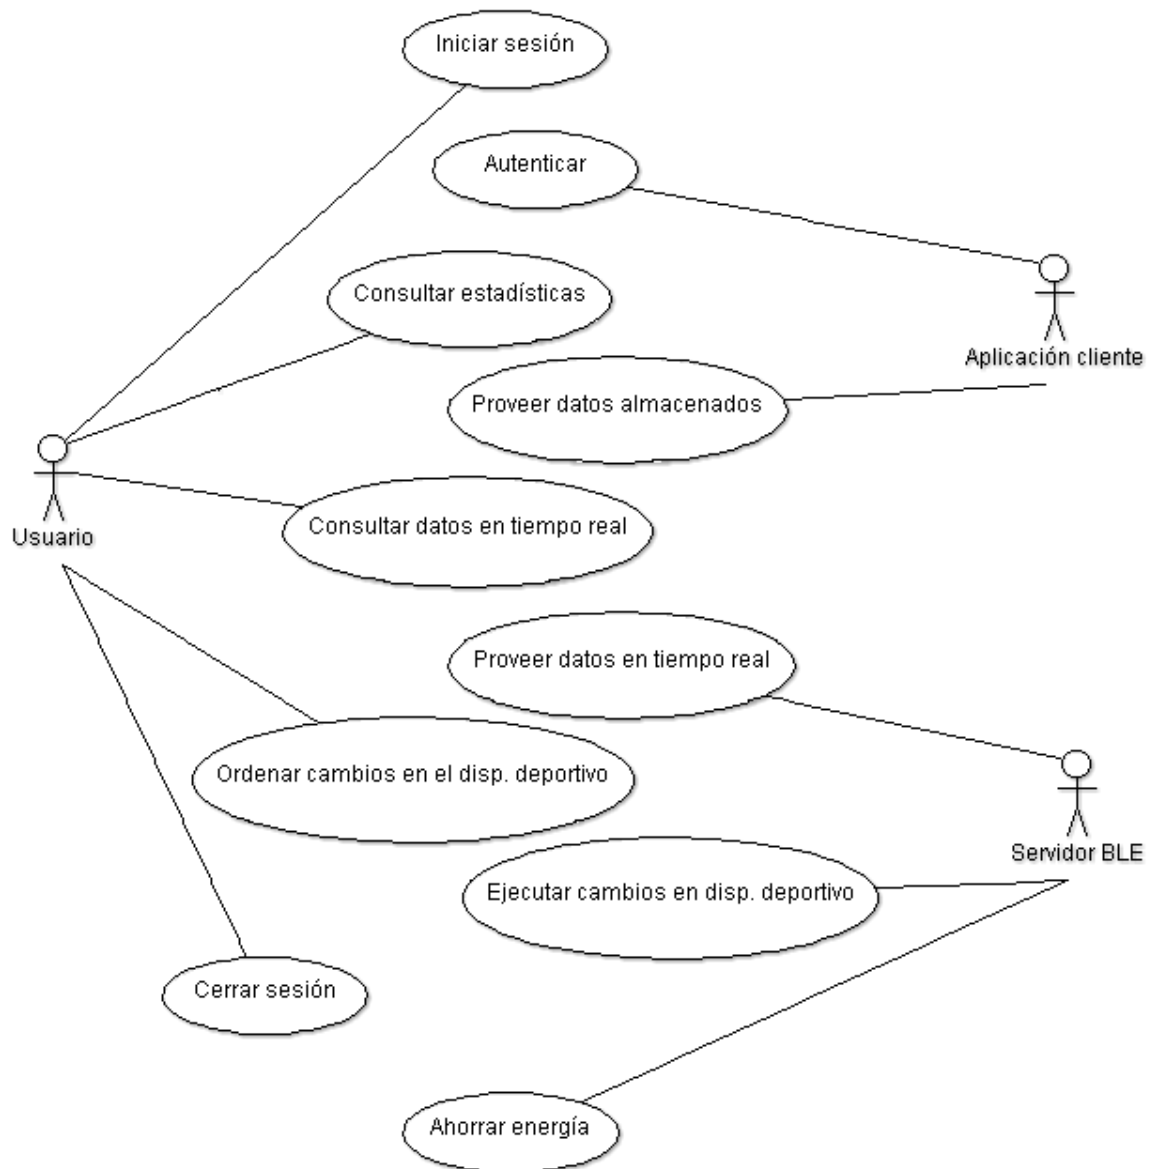 Iniciar sesión
Autenticar
Consultar estadísticas
Aplicación cliente
Proveer datos almacenados
Consultar datos en tiempo real
Usuario
Proveer datos en tiempo real
Ordenar cambios en el disp. deportivo
Servidor BLE
Ejecutar cambios en disp. deportivo
Cerrar sesión
Ahorrar energía